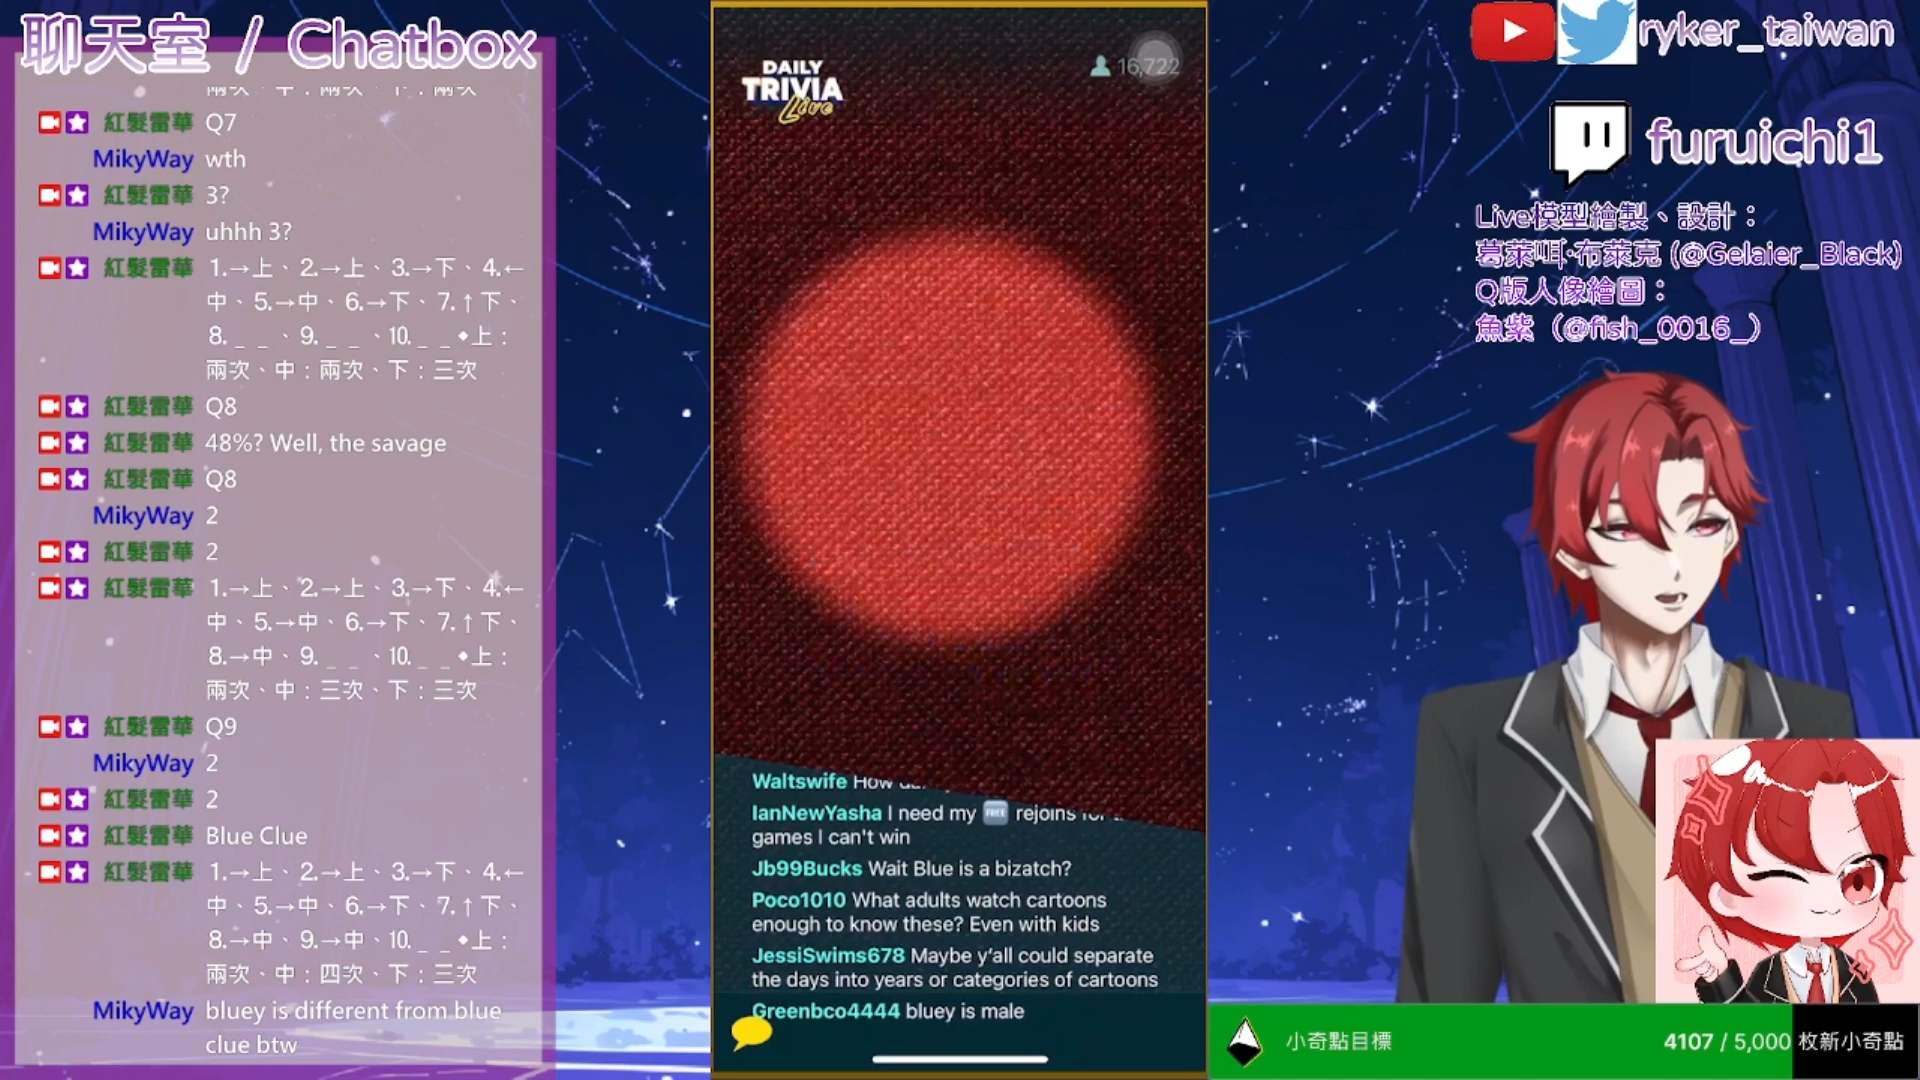 聊天室 / Chatbox
兩次、中：兩次、下：兩次
紅髮雷華 Q7
MikyWay wth
紅髮雷華 3?
MikyWay uhhh 3?
紅髮雷華 1.→上、2.→上、3.→下、4.←
中、5.→中、6.→下、7.↑下、
8._ _、9._ _、10._ _◆上：
兩次、中：兩次、下：三次
紅髮雷華 Q8
紅髮雷華 48%? Well, the savage
紅髮雷華 Q8
MikyWay 2
紅髮雷華 2
紅髮雷華 1.→上、2.→上、3.→下、4.←
中、5.→中、6.→下、7.↑下、
8.→中、9._ _、10._ _◆上：
兩次、中：三次、下：三次
紅髮雷華 Q9
MikyWay 2
紅髮雷華 2
紅髮雷華 Blue Clue
紅髮雷華 1.→上、2.→上、3.→下、4.←
中、5.→中、6.→下、7.↑下、
8.→中、9.→中、10._ _◆上：
兩次、中：四次、下：三次
MikyWay bluey is different from blue
clue btw
DAILY
TRIVIA
Live
16,722
Waltswife How
IanNewYasha I need my FREE rejoins for
games I can't win
Jb99Bucks Wait Blue is a bizatch?
Poco1010 What adults watch cartoons
enough to know these? Even with kids
JessiSwims678 Maybe y'all could separate
the days into years or categories of cartoons
Greenbco4444 bluey is male
ryker_taiwan
furuichi1
Live模型繪製、設計：
葛萊咡·布萊克 (@Gelaier_Black)
Q版人像繪圖：
魚紫（@fish_0016_）
小奇點目標
4107 / 5,000 枚新小奇點